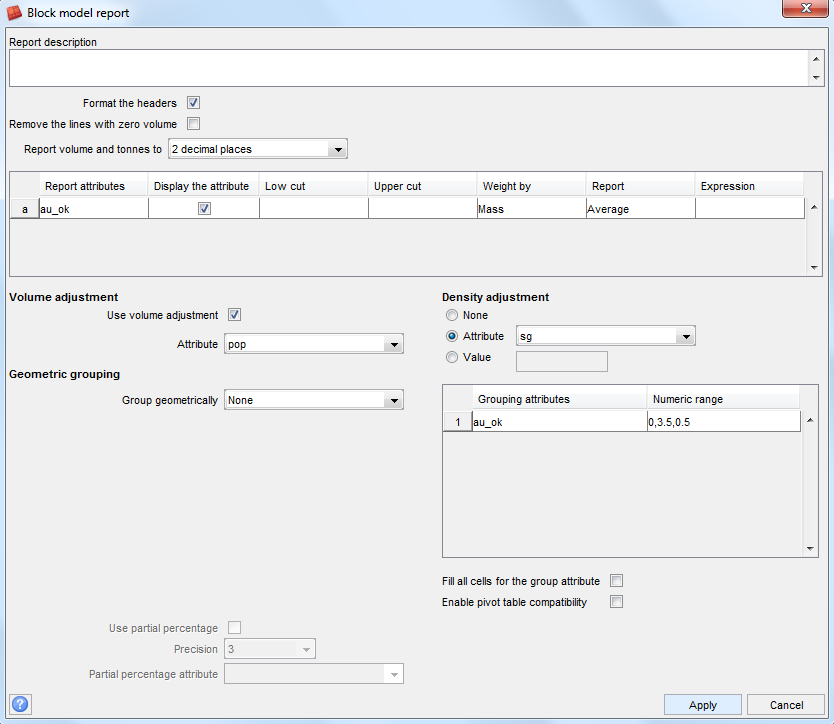 Block model report
Report description
Format the headers
Remove the lines with zero volume
Report volume and tonnes to 2 decimal places
Report attributes Display the attribute Low cut Upper cut Weight by Report Expression
a au_ok Mass Average
Volume adjustment
Use volume adjustment
Attribute pop
Geometric grouping
Group geometrically None
Density adjustment
None
Attribute sg
Value
Grouping attributes Numeric range
1 au_ok 0,3.5,0.5
Fill all cells for the group attribute
Enable pivot table compatibility
Use partial percentage
Precision 3
Partial percentage attribute
? Apply Cancel